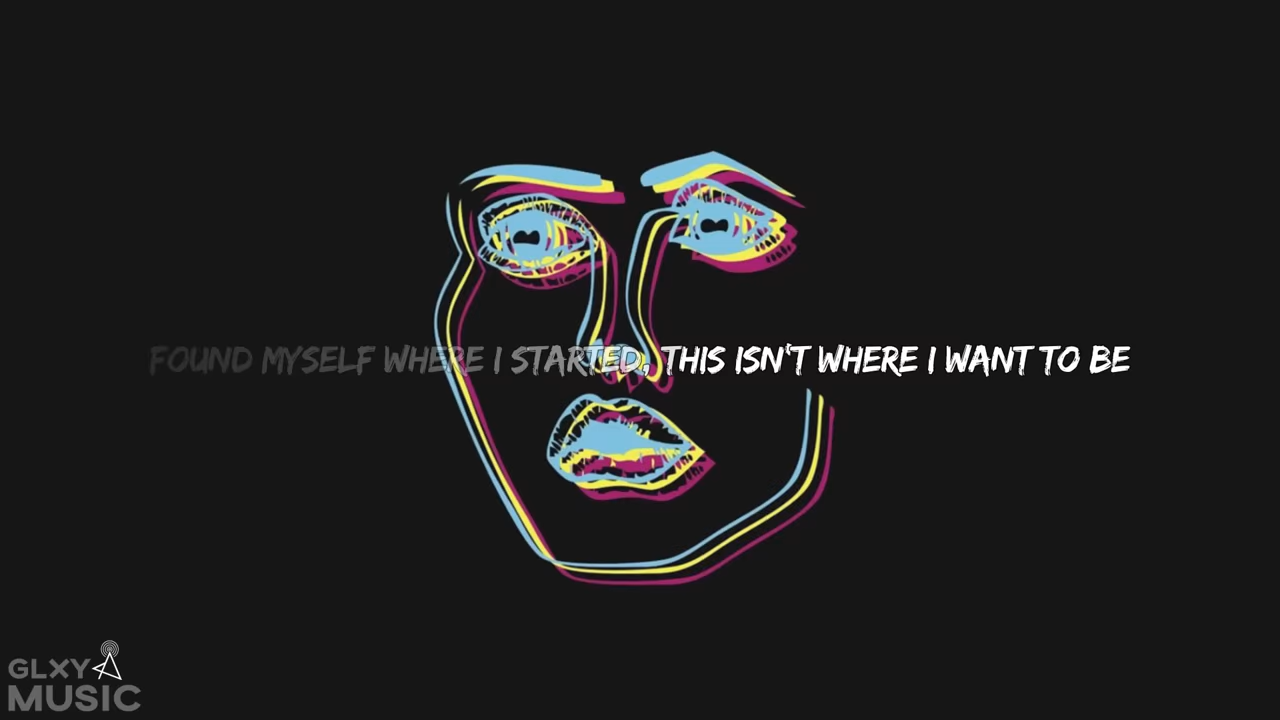 FOUND MYSELF WHERE I STARTED, THIS ISN'T WHERE I WANT TO BE
GLXY
MUSIC